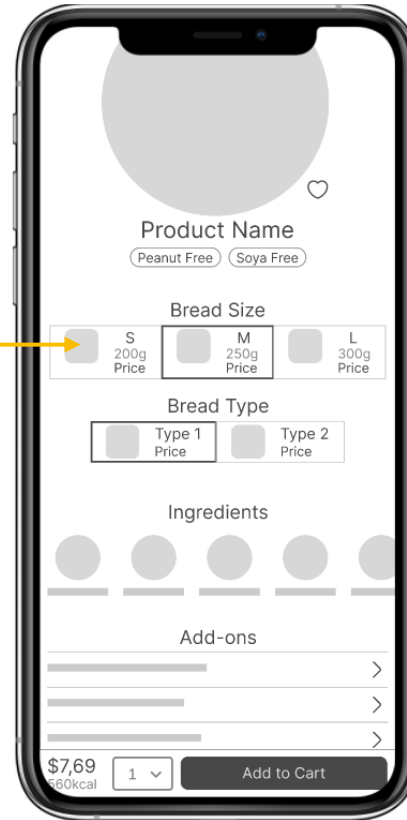 Product Name
Peanut Free Soya Free
Bread Size
S M L
200g 250g 300g
Price Price Price
Bread Type
Type 1 Type 2
Price Price
Ingredients
Add-ons
$7,69
560kcal
1
Add to Cart